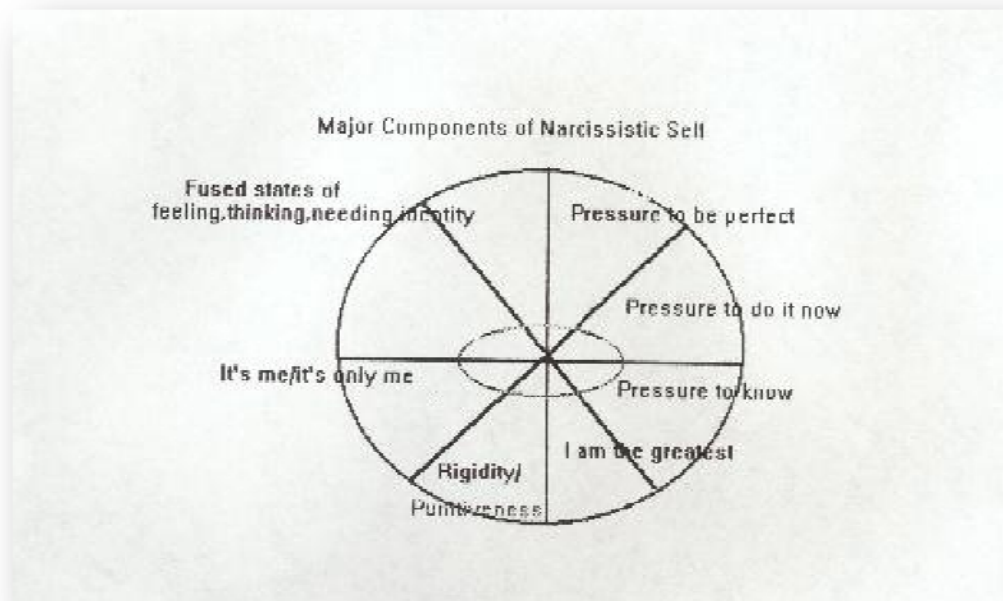 Major Components of Narcissistic Self
Fused states of
feeling,thinking,needing identity
Pressure to be perfect
Pressure to do it now
It's me/it's only me
Pressure to know
I am the greatest
Rigidity/
Punitiveness